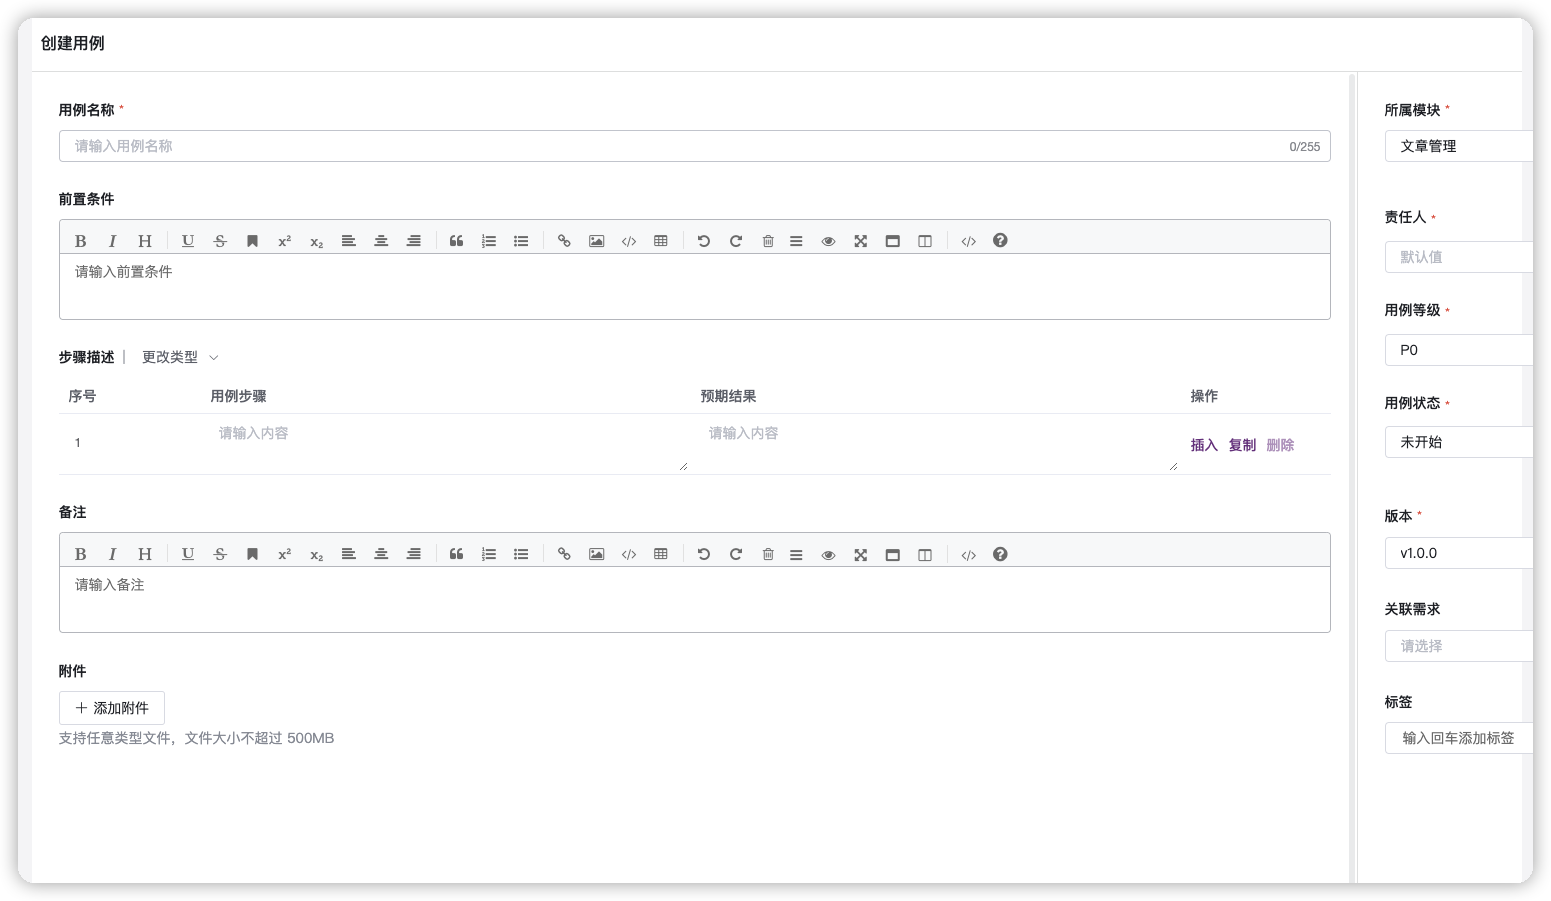 创建用例
用例名称 *
请输入用例名称 0/255
前置条件
B I H U S x² x₂
请输入前置条件
步骤描述 | 更改类型
序号 用例步骤 预期结果 操作
1 请输入内容 请输入内容 插入 复制 删除
备注
B I H U S x² x₂
请输入备注
附件
+ 添加附件
支持任意类型文件，文件大小不超过 500MB
所属模块 *
文章管理
责任人 *
默认值
用例等级 *
P0
用例状态 *
未开始
版本 *
v1.0.0
关联需求
请选择
标签
输入回车添加标签